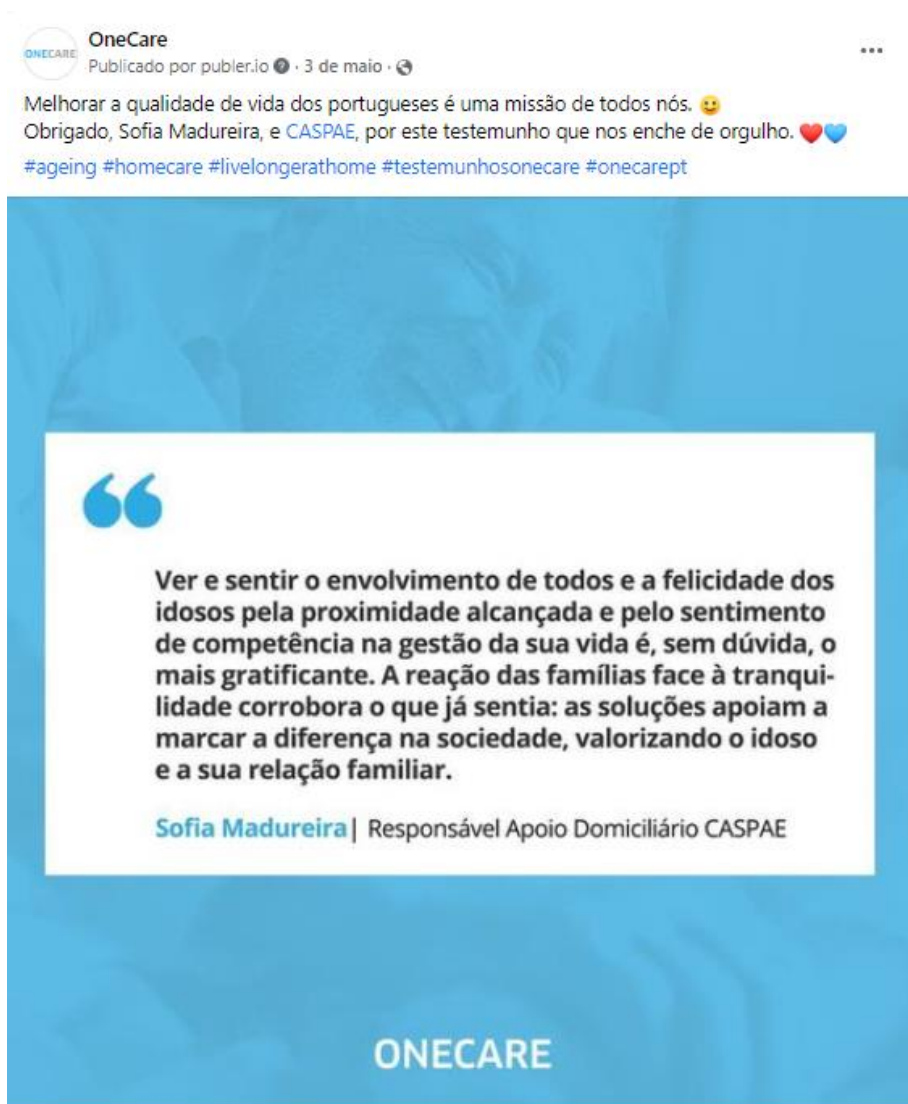 ONECARE
OneCare
Publicado por publer.io · 3 de maio ·
Melhorar a qualidade de vida dos portugueses é uma missão de todos nós. 😃
Obrigado, Sofia Madureira, e CASPAE, por este testemunho que nos enche de orgulho. ❤️💙
#ageing #homecare #livelongerathome #testemunhosonecare #onecarept
“
Ver e sentir o envolvimento de todos e a felicidade dos
idosos pela proximidade alcançada e pelo sentimento
de competência na gestão da sua vida é, sem dúvida, o
mais gratificante. A reação das famílias face à tranqui-
lidade corrobora o que já sentia: as soluções apoiam a
marcar a diferença na sociedade, valorizando o idoso
e a sua relação familiar.
Sofia Madureira| Responsável Apoio Domiciliário CASPAE
ONECARE